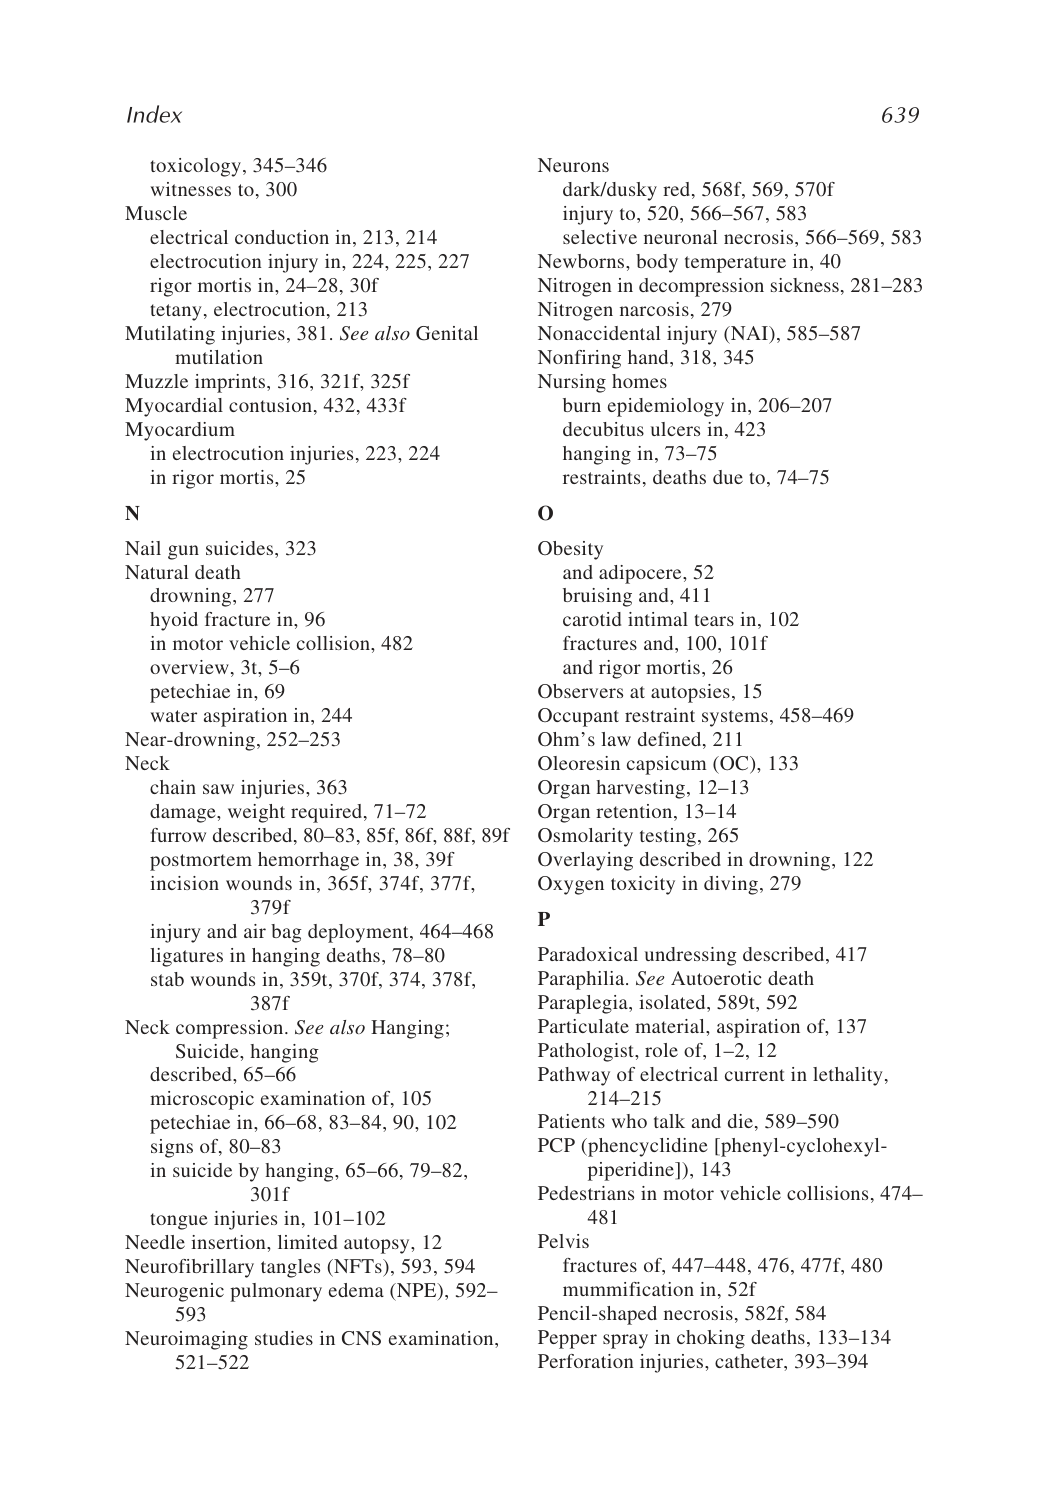 Index
639
toxicology, 345–346
witnesses to, 300
Muscle
electrical conduction in, 213, 214
electrocution injury in, 224, 225, 227
rigor mortis in, 24–28, 30f
tetany, electrocution, 213
Mutilating injuries, 381. See also Genital
mutilation
Muzzle imprints, 316, 321f, 325f
Myocardial contusion, 432, 433f
Myocardium
in electrocution injuries, 223, 224
in rigor mortis, 25
N
Nail gun suicides, 323
Natural death
drowning, 277
hyoid fracture in, 96
in motor vehicle collision, 482
overview, 3t, 5–6
petechiae in, 69
water aspiration in, 244
Near-drowning, 252–253
Neck
chain saw injuries, 363
damage, weight required, 71–72
furrow described, 80–83, 85f, 86f, 88f, 89f
postmortem hemorrhage in, 38, 39f
incision wounds in, 365f, 374f, 377f,
379f
injury and air bag deployment, 464–468
ligatures in hanging deaths, 78–80
stab wounds in, 359t, 370f, 374, 378f,
387f
Neck compression. See also Hanging;
Suicide, hanging
described, 65–66
microscopic examination of, 105
petechiae in, 66–68, 83–84, 90, 102
signs of, 80–83
in suicide by hanging, 65–66, 79–82,
301f
tongue injuries in, 101–102
Needle insertion, limited autopsy, 12
Neurofibrillary tangles (NFTs), 593, 594
Neurogenic pulmonary edema (NPE), 592–
593
Neuroimaging studies in CNS examination,
521–522
Neurons
dark/dusky red, 568f, 569, 570f
injury to, 520, 566–567, 583
selective neuronal necrosis, 566–569, 583
Newborns, body temperature in, 40
Nitrogen in decompression sickness, 281–283
Nitrogen narcosis, 279
Nonaccidental injury (NAI), 585–587
Nonfiring hand, 318, 345
Nursing homes
burn epidemiology in, 206–207
decubitus ulcers in, 423
hanging in, 73–75
restraints, deaths due to, 74–75
O
Obesity
and adipocere, 52
bruising and, 411
carotid intimal tears in, 102
fractures and, 100, 101f
and rigor mortis, 26
Observers at autopsies, 15
Occupant restraint systems, 458–469
Ohm's law defined, 211
Oleoresin capsicum (OC), 133
Organ harvesting, 12–13
Organ retention, 13–14
Osmolarity testing, 265
Overlaying described in drowning, 122
Oxygen toxicity in diving, 279
P
Paradoxical undressing described, 417
Paraphilia. See Autoerotic death
Paraplegia, isolated, 589t, 592
Particulate material, aspiration of, 137
Pathologist, role of, 1–2, 12
Pathway of electrical current in lethality,
214–215
Patients who talk and die, 589–590
PCP (phencyclidine [phenyl-cyclohexyl-
piperidine]), 143
Pedestrians in motor vehicle collisions, 474–
481
Pelvis
fractures of, 447–448, 476, 477f, 480
mummification in, 52f
Pencil-shaped necrosis, 582f, 584
Pepper spray in choking deaths, 133–134
Perforation injuries, catheter, 393–394